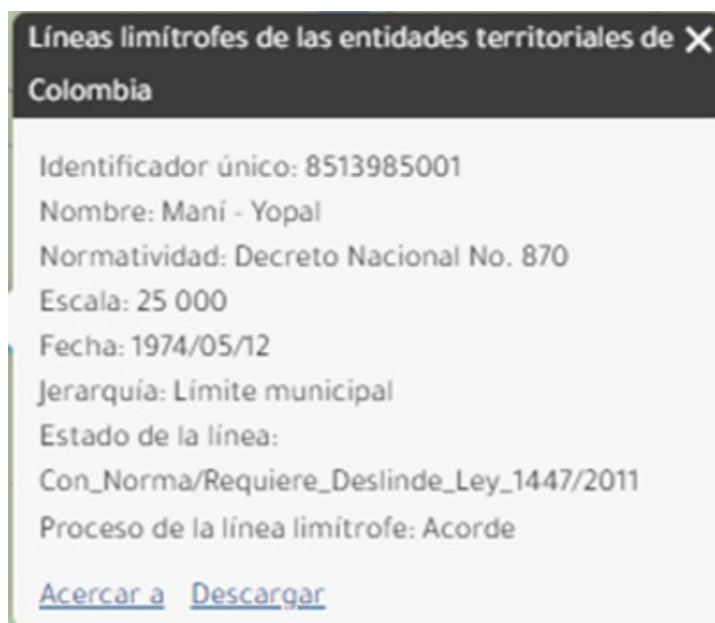 Líneas limítrofes de las entidades territoriales de X
Colombia
Identificador único: 8513985001
Nombre: Maní - Yopal
Normatividad: Decreto Nacional No. 870
Escala: 25 000
Fecha: 1974/05/12
Jerarquía: Límite municipal
Estado de la línea:
Con_Norma/Requiere_Deslinde_Ley_1447/2011
Proceso de la línea limítrofe: Acorde
Acercar a Descargar